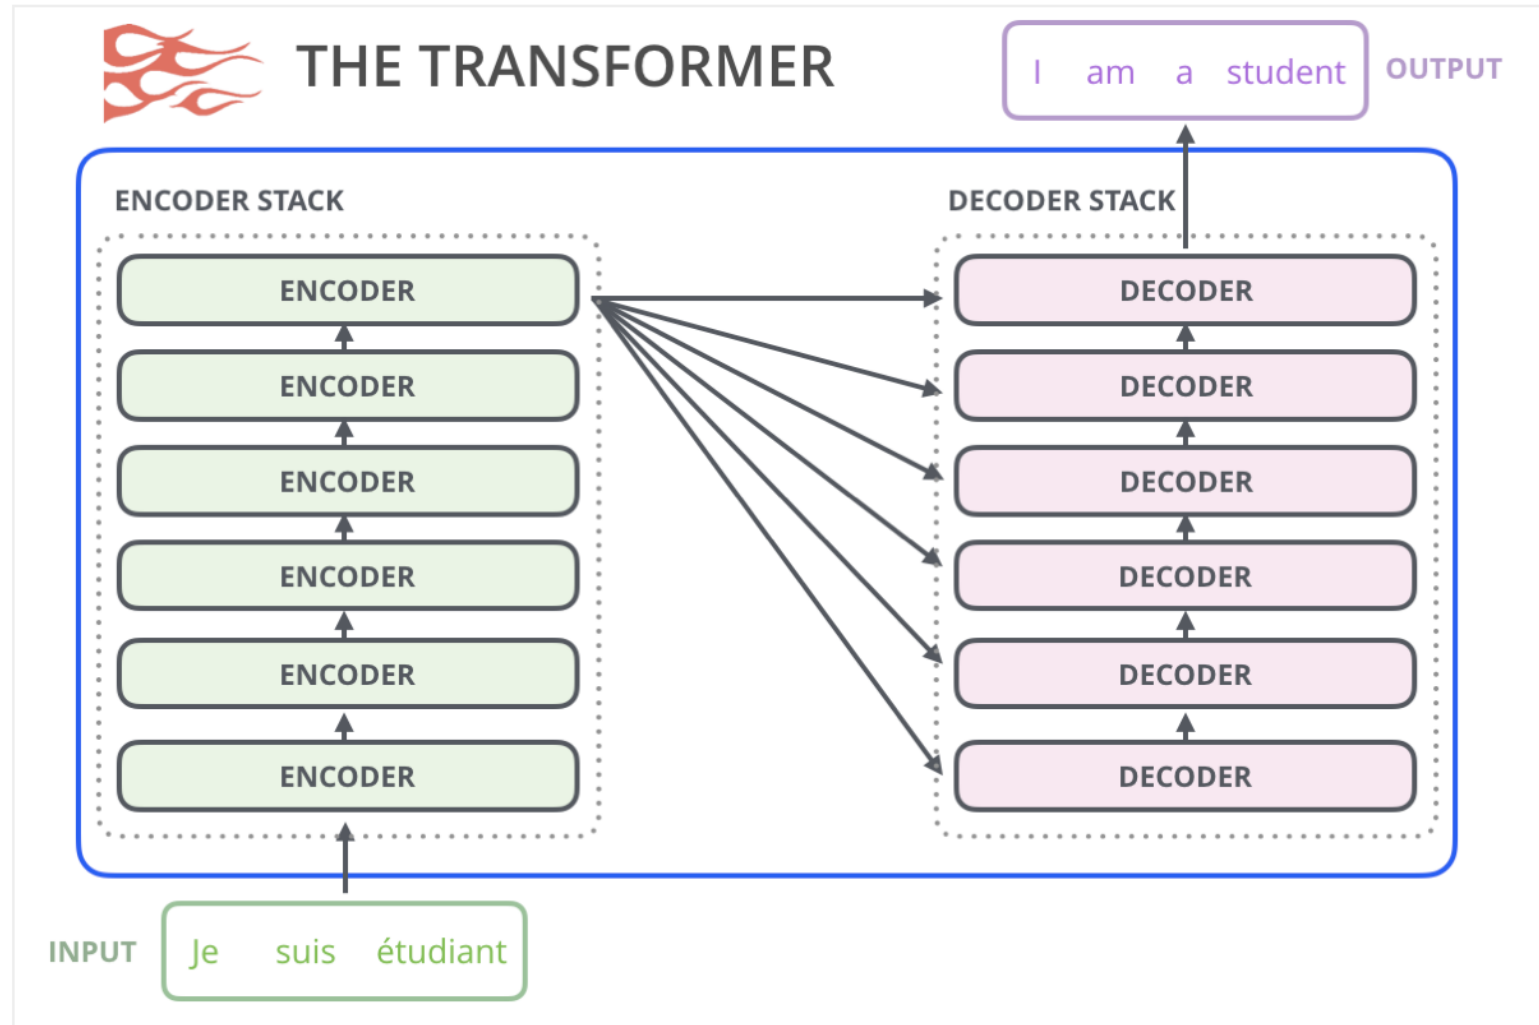 THE TRANSFORMER
I am a student
OUTPUT
ENCODER STACK
DECODER STACK
ENCODER
DECODER
ENCODER
DECODER
ENCODER
DECODER
ENCODER
DECODER
ENCODER
DECODER
ENCODER
DECODER
INPUT
Je suis étudiant